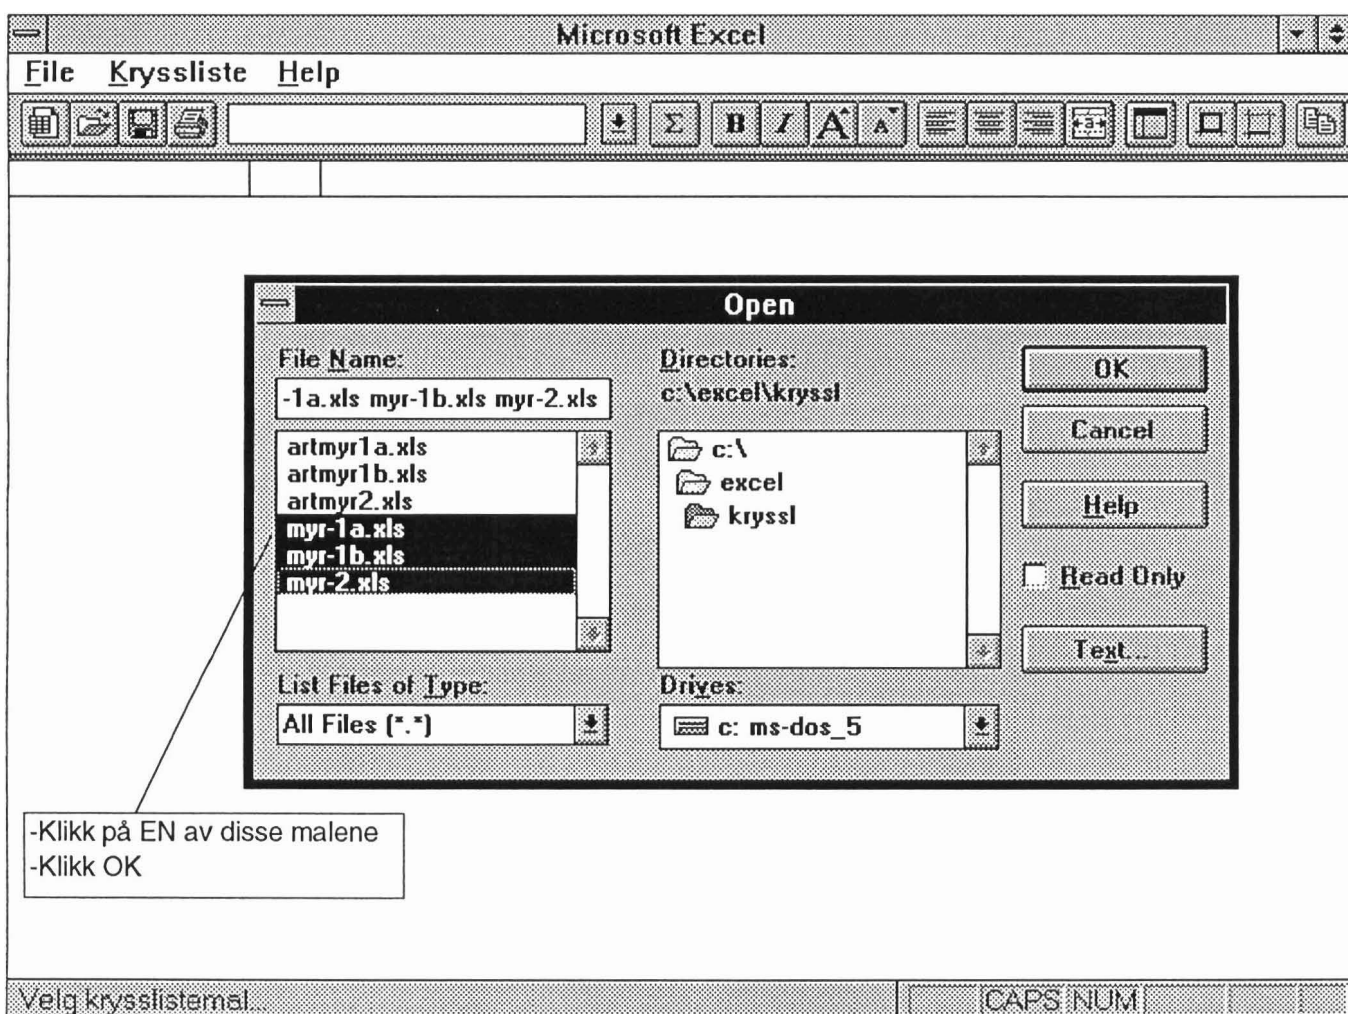 Microsoft Excel
File Kryssliste Help
Σ B I A A a
Open
File Name:
-1a.xls myr-1b.xls myr-2.xls
artmyr1a.xls
artmyr1b.xls
artmyr2.xls
myr-1a.xls
myr-1b.xls
myr-2.xls
List Files of Type:
All Files (*.*)
Directories:
c:\excel\kryssl
c:\
excel
kryssl
Drives:
c: ms-dos_5
OK
Cancel
Help
Read Only
Text...
-Klikk på EN av disse malene
-Klikk OK
Velg krysslistemal...
CAPS NUM